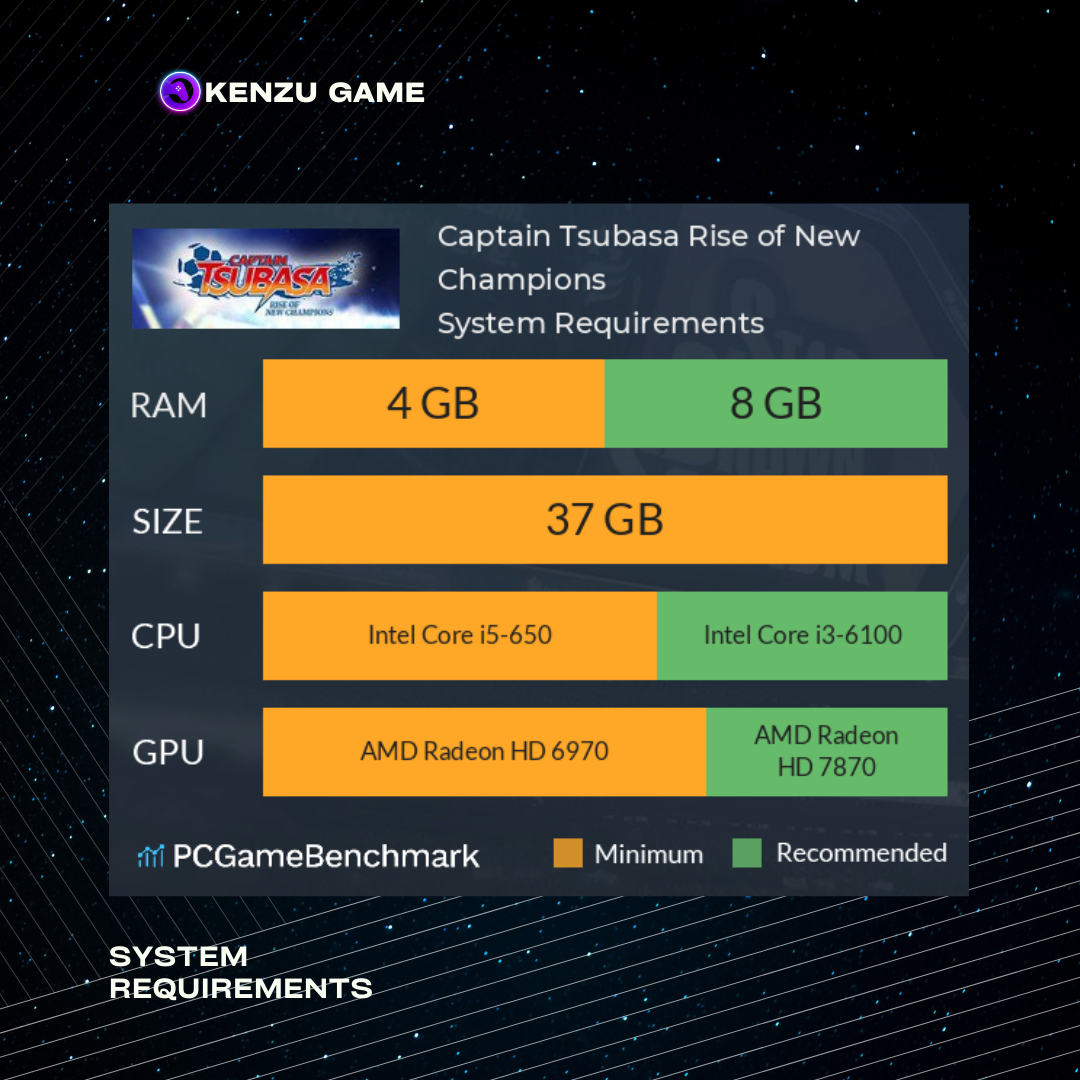 KENZU GAME
CAPTAIN
TSUBASA
RISE OF
NEW CHAMPIONS
Captain Tsubasa Rise of New
Champions
System Requirements
RAM
4 GB
8 GB
SIZE
37 GB
CPU
Intel Core i5-650
Intel Core i3-6100
GPU
AMD Radeon HD 6970
AMD Radeon
HD 7870
PCGameBenchmark
Minimum
Recommended
SYSTEM
REQUIREMENTS